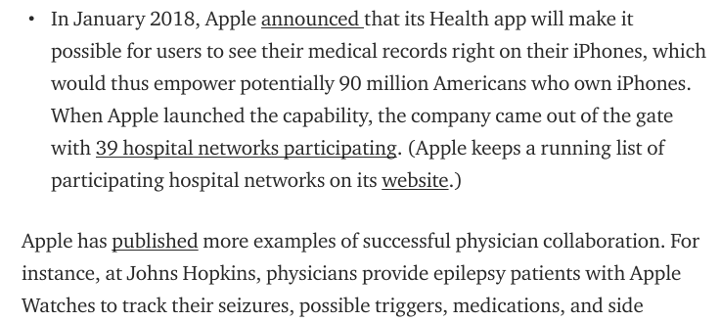 • In January 2018, Apple announced that its Health app will make it
possible for users to see their medical records right on their iPhones, which
would thus empower potentially 90 million Americans who own iPhones.
When Apple launched the capability, the company came out of the gate
with 39 hospital networks participating. (Apple keeps a running list of
participating hospital networks on its website.)
Apple has published more examples of successful physician collaboration. For
instance, at Johns Hopkins, physicians provide epilepsy patients with Apple
Watches to track their seizures, possible triggers, medications, and side